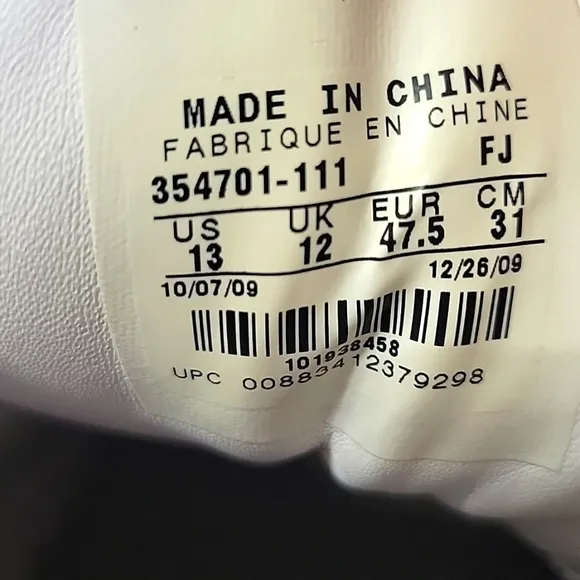 MADE IN CHINA
FABRIQUE EN CHINE
354701-111 FJ
US UK EUR CM
13 12 47.5 31
10/07/09 12/26/09
101938458
UPC 00883412379298